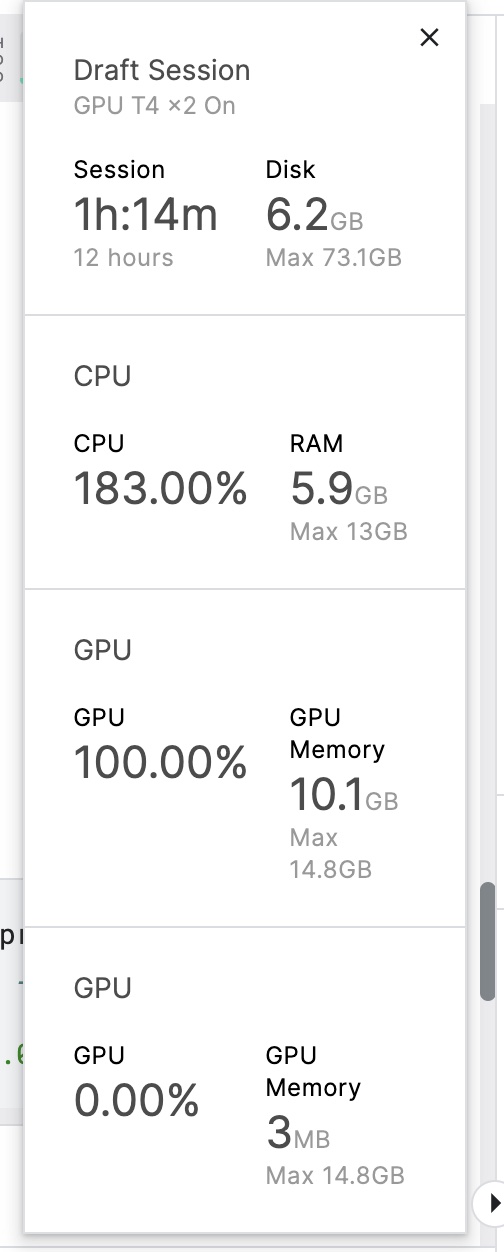 Draft Session
GPU T4 ×2 On
Session
1h:14m
12 hours
Disk
6.2GB
Max 73.1GB
CPU
CPU
183.00%
RAM
5.9GB
Max 13GB
GPU
GPU
100.00%
GPU
Memory
10.1GB
Max
14.8GB
GPU
GPU
0.00%
GPU
Memory
3MB
Max 14.8GB